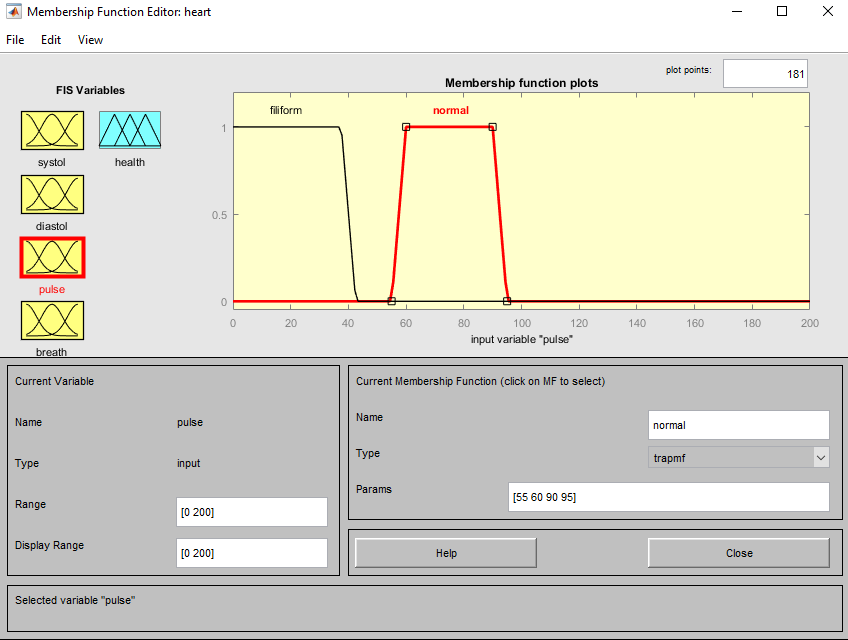 Membership Function Editor: heart
File Edit View
FIS Variables
systol
health
diastol
pulse
breath
plot points:
181
Membership function plots
filiform
normal
1
0.5
0
0 20 40 60 80 100 120 140 160 180 200
input variable "pulse"
Current Variable
Name pulse
Type input
Range [0 200]
Display Range [0 200]
Current Membership Function (click on MF to select)
Name normal
Type trapmf
Params [55 60 90 95]
Help Close
Selected variable "pulse"